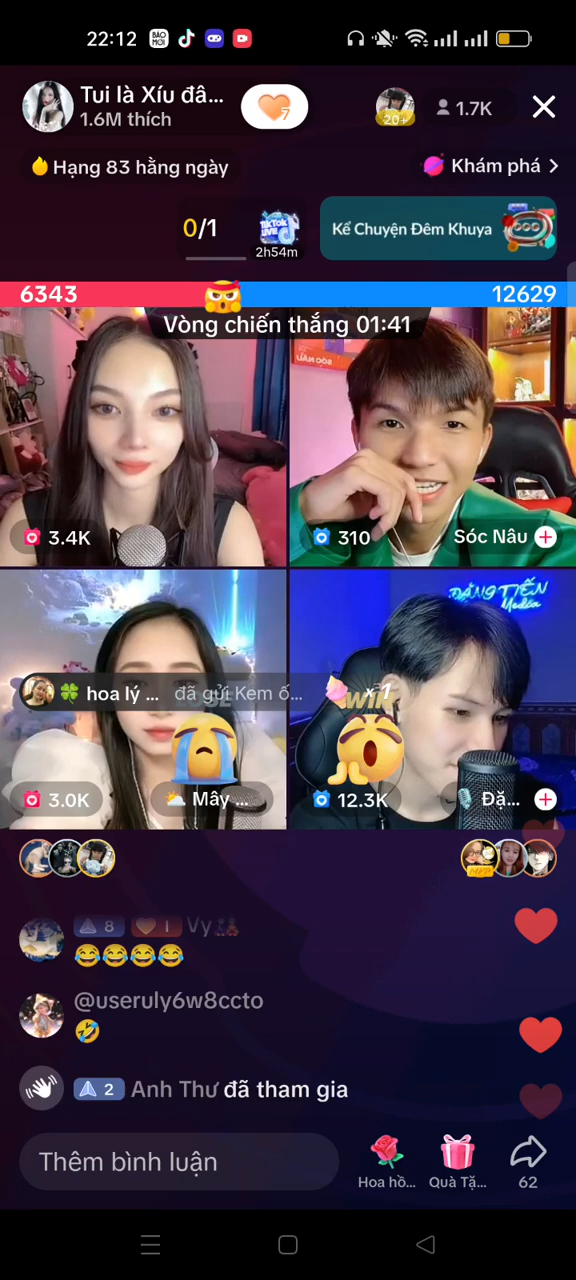 22:12
BÁO MỚI
Tui là Xíu đâ...
1.6M thích
7
20+
1.7K
Hạng 83 hằng ngày
Khám phá
0/1
TIKTOK LIVE
2h54m
Kể Chuyện Đêm Khuya
6343
12629
Vòng chiến thắng 01:41
3.4K
310
Sóc Nâu
ĐẶNG TIẾN
Media
hoa lý ...
đã gửi Kem ố...
x 1
WIN
3.0K
Mây ...
12.3K
Đặ...
8
1
Vy
@useruly6w8ccto
2
Anh Thư đã tham gia
Thêm bình luận
Hoa hồ...
Quà Tặ...
62